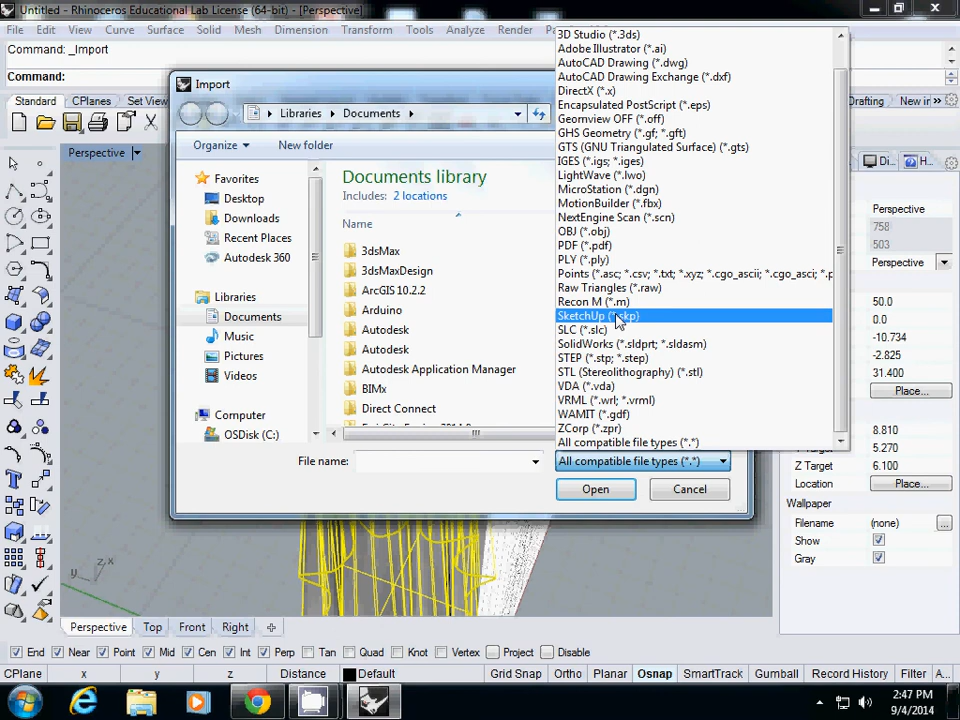 Untitled - Rhinoceros Educational Lab License (64-bit) - [Perspective]
File Edit View Curve Surface Solid Mesh Dimension Transform Tools Analyze Render
Command: _Import
Command:
Standard CPlanes Set View
Drafting New in »
Perspective
Import
Libraries Documents
Organize New folder
Favorites
Desktop
Downloads
Recent Places
Autodesk 360
Libraries
Documents
Music
Pictures
Videos
Computer
OSDisk (C:)
Documents library
Includes: 2 locations
Name
3dsMax
3dsMaxDesign
ArcGIS 10.2.2
Arduino
Autodesk
Autodesk
Autodesk Application Manager
BIMx
Direct Connect
3D Studio (*.3ds)
Adobe Illustrator (*.ai)
AutoCAD Drawing (*.dwg)
AutoCAD Drawing Exchange (*.dxf)
DirectX (*.x)
Encapsulated PostScript (*.eps)
Geomview OFF (*.off)
GHS Geometry (*.gf; *.gft)
GTS (GNU Triangulated Surface) (*.gts)
IGES (*.igs; *.iges)
LightWave (*.lwo)
MicroStation (*.dgn)
MotionBuilder (*.fbx)
NextEngine Scan (*.scn)
OBJ (*.obj)
PDF (*.pdf)
PLY (*.ply)
Points (*.asc; *.csv; *.txt; *.xyz; *.cgo_ascii; *.cgo_asci; *.p
Raw Triangles (*.raw)
Recon M (*.m)
SketchUp (*.skp)
SLC (*.slc)
SolidWorks (*.sldprt; *.sldasm)
STEP (*.stp; *.step)
STL (Stereolithography) (*.stl)
VDA (*.vda)
VRML (*.wrl; *.vrml)
WAMIT (*.gdf)
ZCorp (*.zpr)
All compatible file types (*.*)
File name:
All compatible file types (*.*)
Open Cancel
Di... H...
Perspective
758
503
Perspective
50.0
0.0
-10.734
-2.825
31.400
Place...
8.810
5.270
Z Target 6.100
Location Place...
Wallpaper
Filename (none) ...
Show
Gray
y z x
Perspective Top Front Right
End Near Point Mid Cen Int Perp Tan Quad Knot Vertex Project Disable
CPlane x y z Distance Default Grid Snap Ortho Planar Osnap SmartTrack Gumball Record History Filter A...
2:47 PM
9/4/2014